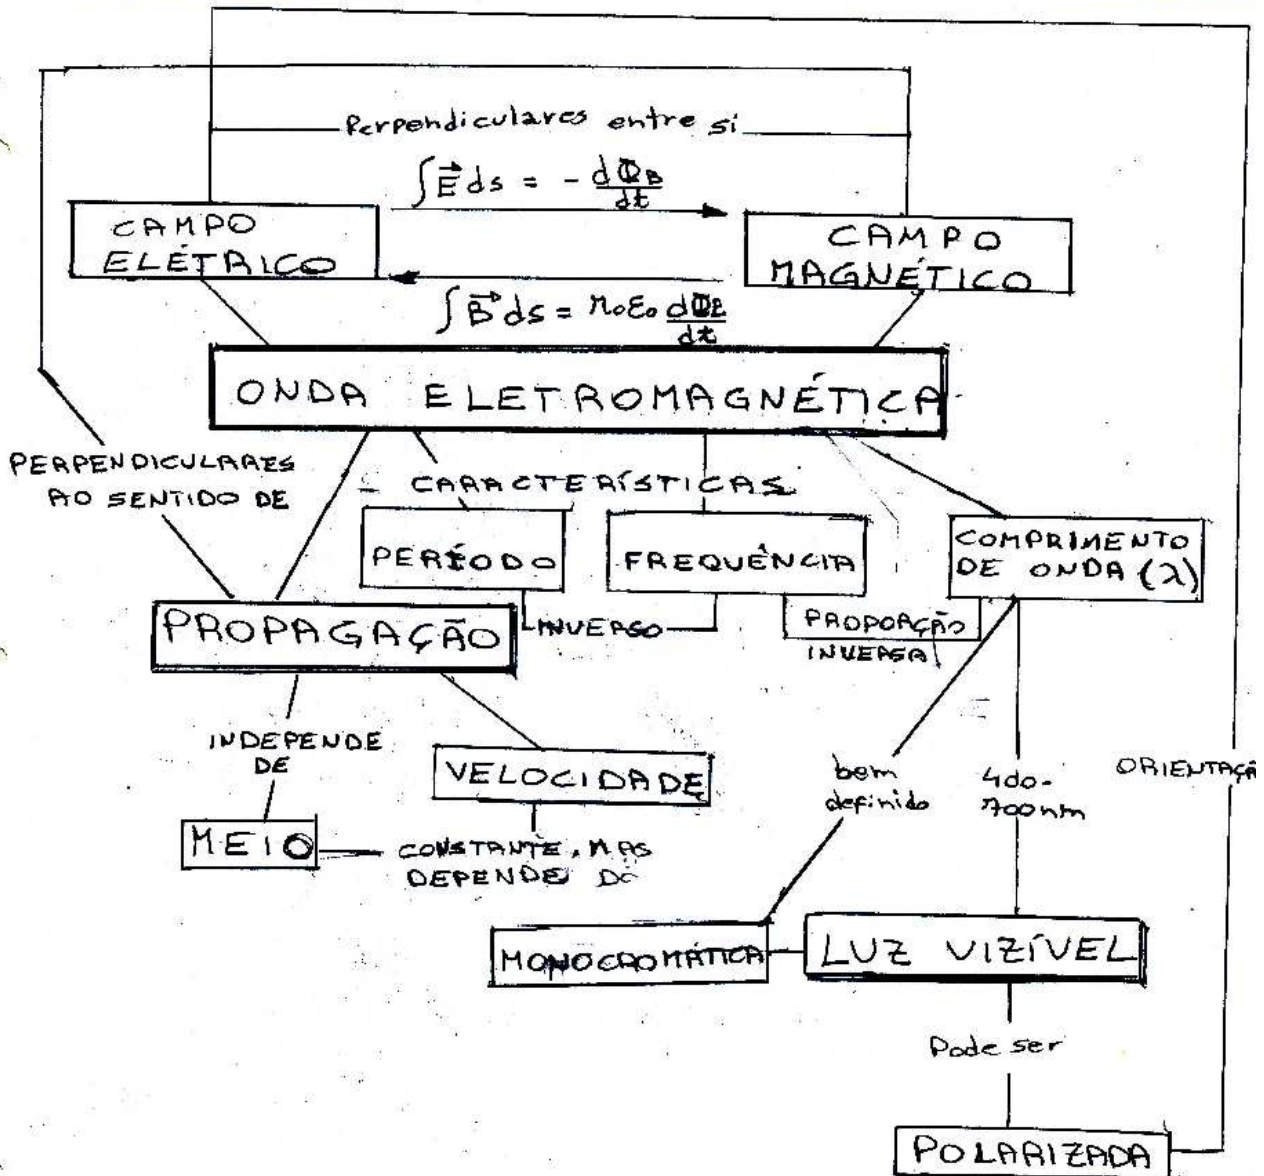 Perpendiculares entre si
∫E⃗ ds = - dΦB/dt
CAMPO
ELÉTRICO
CAMPO
MAGNÉTICO
∫B⃗ ds = μ0ε0 dΦE/dt
ONDA ELETROMAGNÉTICA
PERPENDICULARES
AO SENTIDO DE
CARACTERÍSTICAS
PERÍODO
FREQUÊNCIA
COMPRIMENTO
DE ONDA (λ)
PROPAGAÇÃO
INVERSO
PROPORÇÃO
INVERSA
INDEPENDE
DE
VELOCIDADE
bem
definido
400-
700nm
ORIENTAÇÃ
MEIO
CONSTANTE, MAS
DEPENDE DO
MONOCROMÁTICA
LUZ VIZÍVEL
Pode ser
POLARIZADA